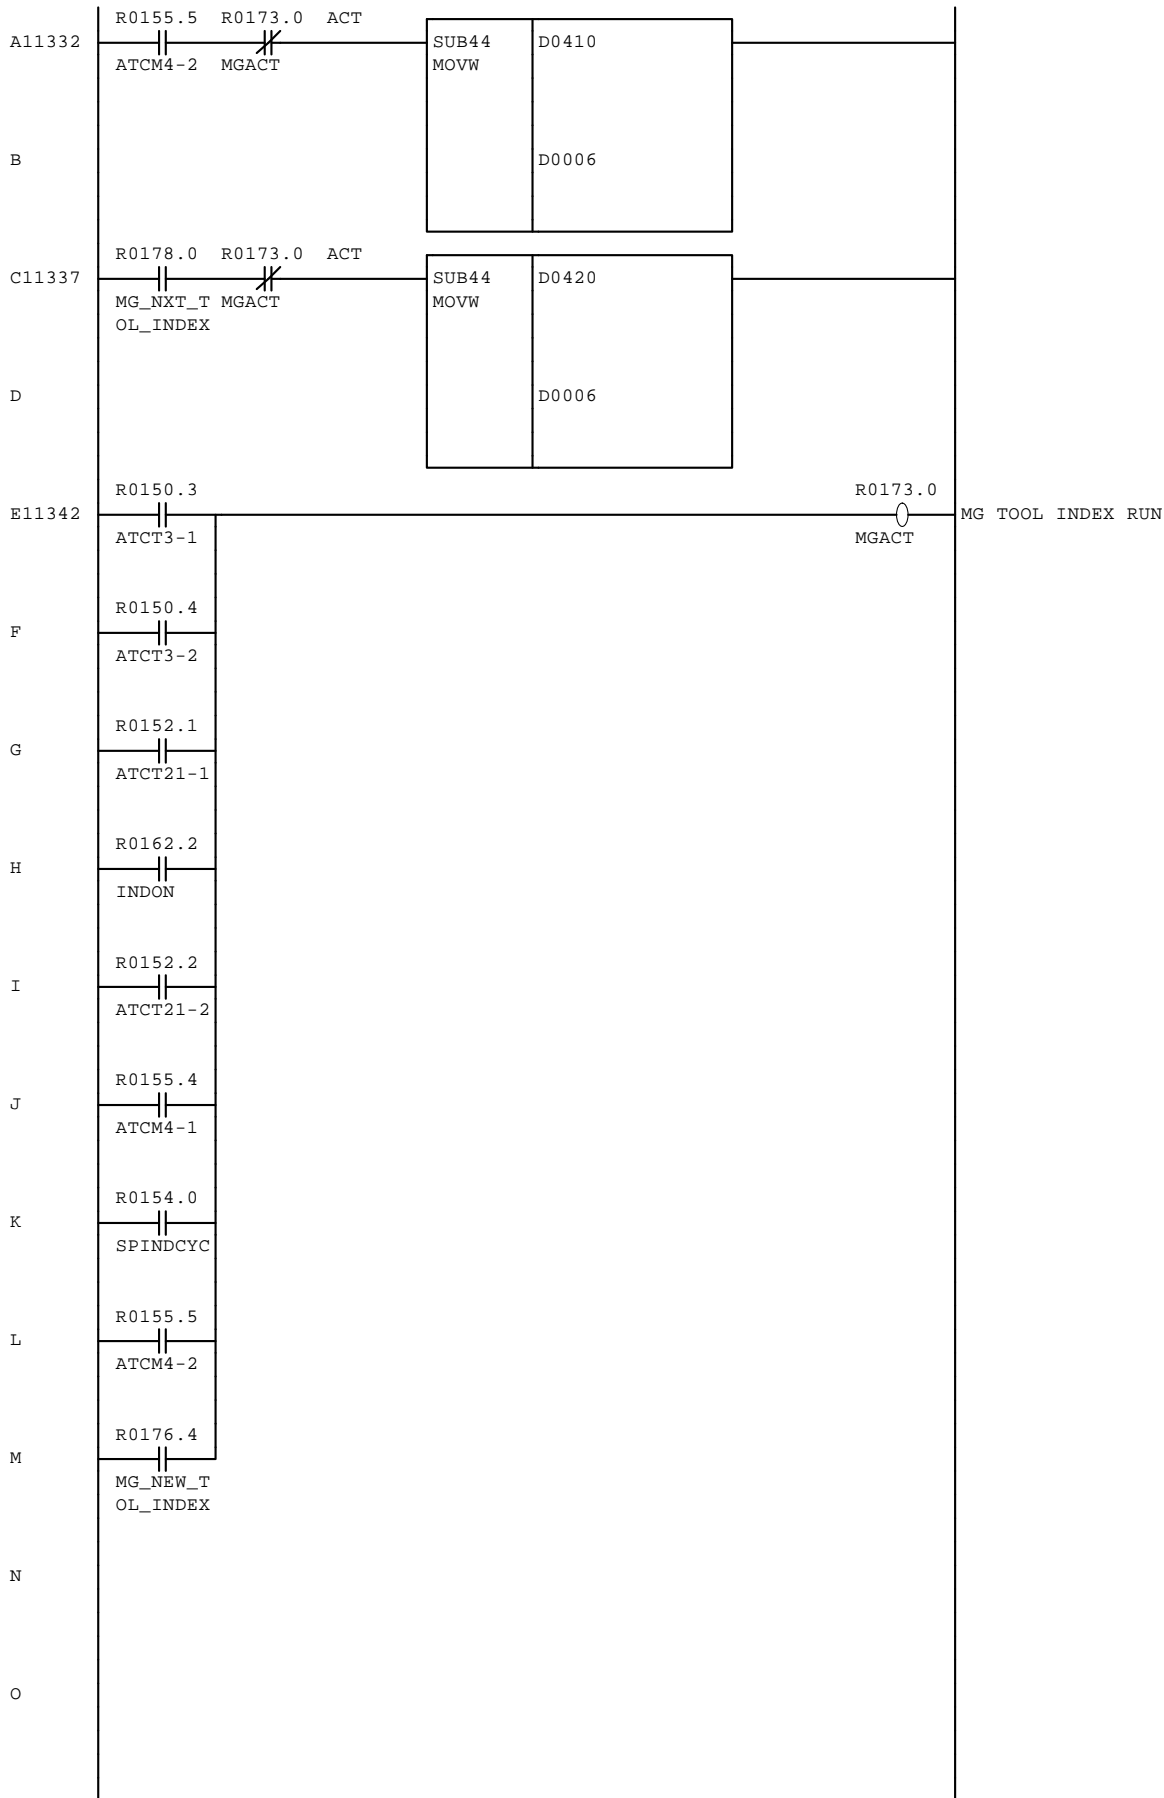 R0155.5 R0173.0 ACT
A11332 SUB44 D0410
ATCM4-2 MGACT MOVW
B D0006
R0178.0 R0173.0 ACT
C11337 SUB44 D0420
MG_NXT_T MGACT MOVW
OL_INDEX
D D0006
R0150.3 R0173.0
E11342 MG TOOL INDEX RUN
ATCT3-1 MGACT
R0150.4
F
ATCT3-2
R0152.1
G
ATCT21-1
R0162.2
H
INDON
R0152.2
I
ATCT21-2
R0155.4
J
ATCM4-1
R0154.0
K
SPINDCYC
R0155.5
L
ATCM4-2
R0176.4
M
MG_NEW_T
OL_INDEX
N
O